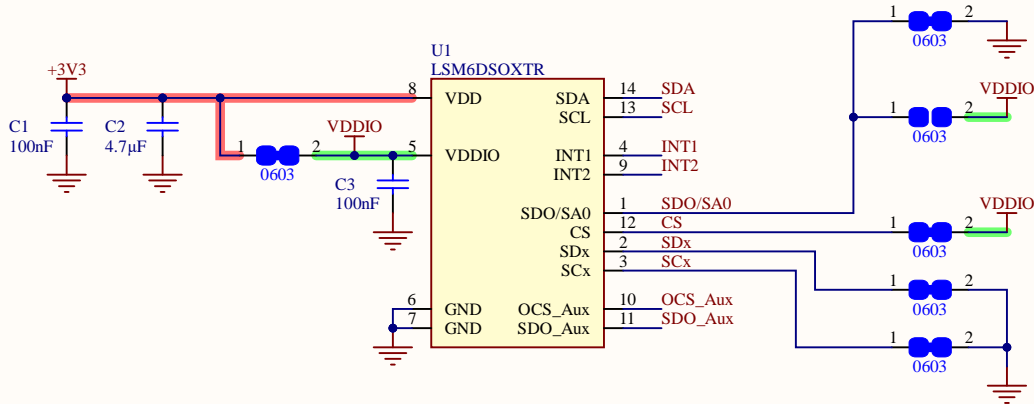 1 2
0603
U1
LSM6DSOXTR
+3V3
8 VDD
SDA 14 SDA
SCL 13 SCL
VDDIO
1 2
0603
C1
100nF
C2
4.7µF
VDDIO
1 2
0603
5 VDDIO
INT1 4 INT1
INT2 9 INT2
C3
100nF
SDO/SA0 1 SDO/SA0
CS 12 CS
VDDIO
1 2
0603
SDx 2 SDx
SCx 3 SCx
1 2
0603
6 GND
7 GND
OCS_Aux 10 OCS_Aux
SDO_Aux 11 SDO_Aux
1 2
0603